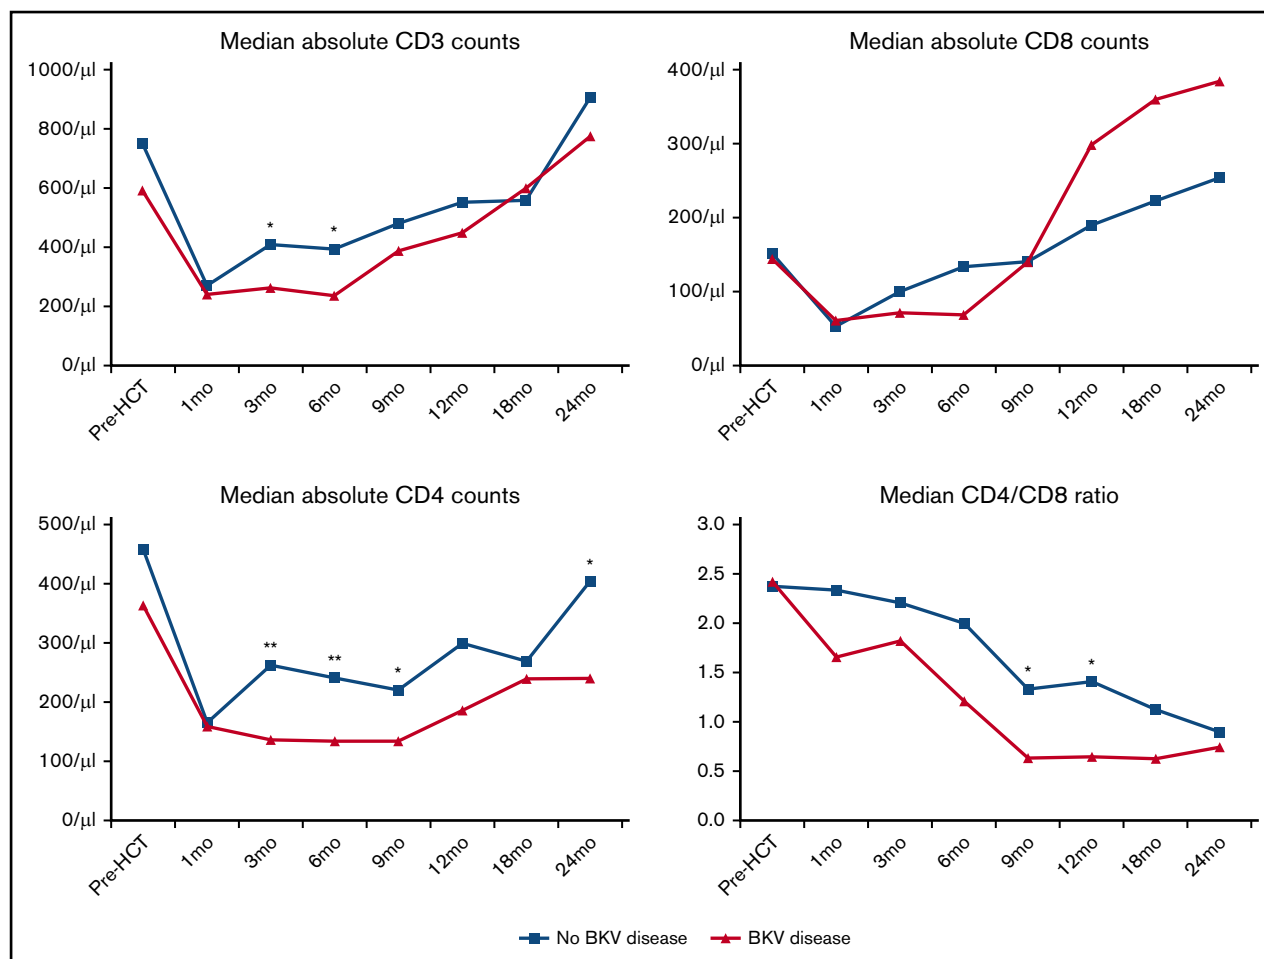 Median absolute CD3 counts
1000/μl
800/μl
600/μl
400/μl
200/μl
0/μl
* *
Pre-HCT 1mo 3mo 6mo 9mo 12mo 18mo 24mo
Median absolute CD8 counts
400/μl
300/μl
200/μl
100/μl
0/μl
Pre-HCT 1mo 3mo 6mo 9mo 12mo 18mo 24mo
Median absolute CD4 counts
500/μl
400/μl
300/μl
200/μl
100/μl
0/μl
** ** * *
Pre-HCT 1mo 3mo 6mo 9mo 12mo 18mo 24mo
Median CD4/CD8 ratio
3.0
2.5
2.0
1.5
1.0
0.5
0.0
* *
Pre-HCT 1mo 3mo 6mo 9mo 12mo 18mo 24mo
No BKV disease BKV disease